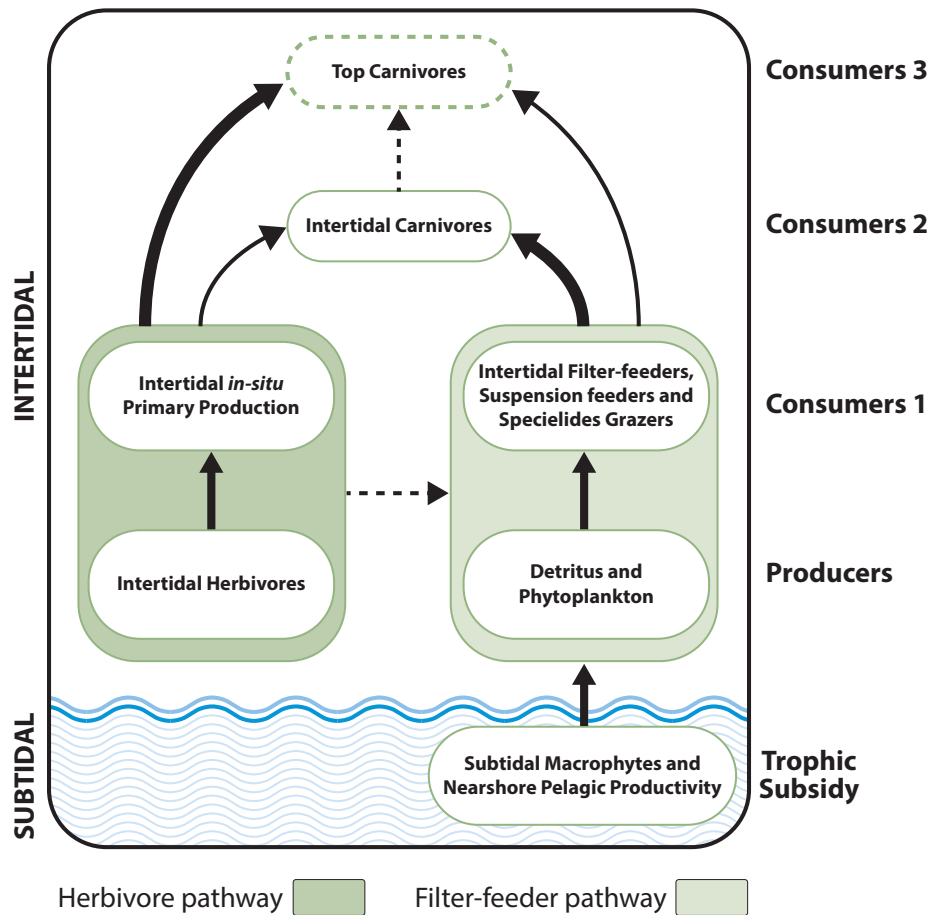 Top Carnivores
Consumers 3
Intertidal Carnivores
Consumers 2
INTERTIDAL
Intertidal in-situ
Primary Production
Intertidal Filter-feeders,
Suspension feeders and
Specielides Grazers
Consumers 1
Intertidal Herbivores
Detritus and
Phytoplankton
Producers
SUBTIDAL
Subtidal Macrophytes and
Nearshore Pelagic Productivity
Trophic
Subsidy
Herbivore pathway
Filter-feeder pathway